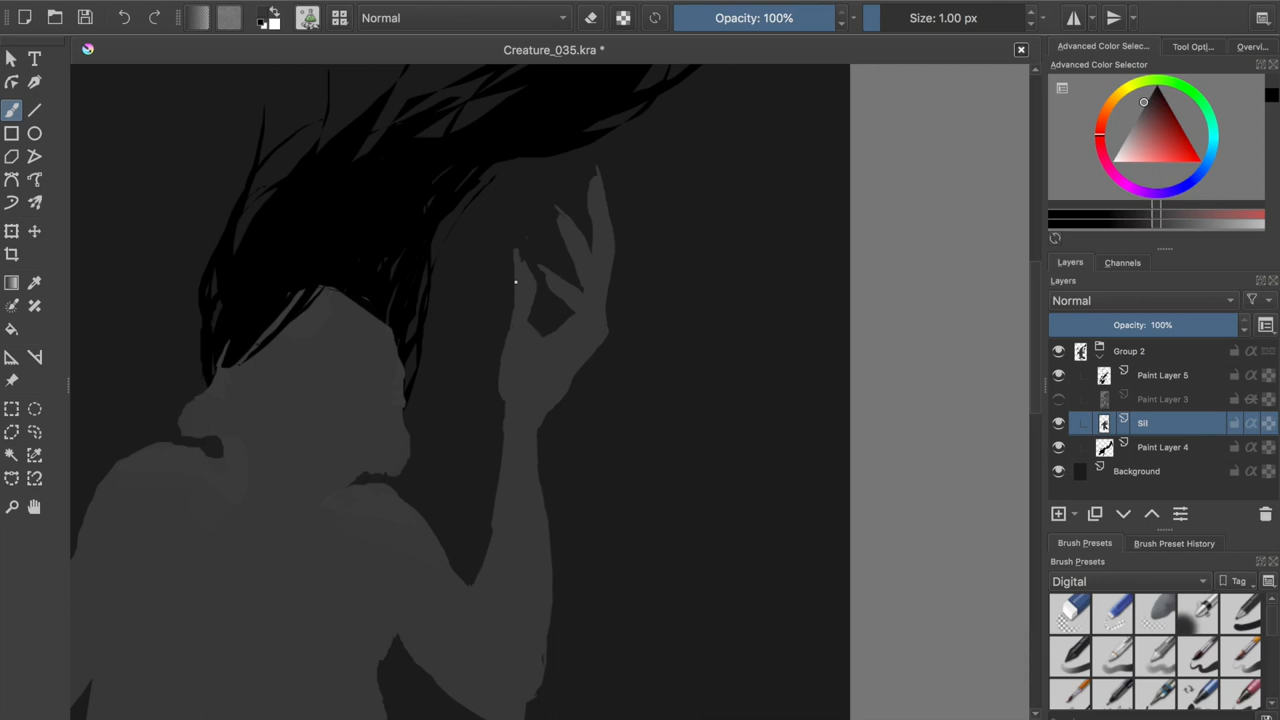 Normal
Opacity: 100%
Size: 1.00 px
Creature_035.kra *
Advanced Color Selec...
Tool Opti...
Overvi...
Advanced Color Selector
Layers
Channels
Layers
Normal
Opacity: 100%
Group 2
Paint Layer 5
Paint Layer 3
Sil
Paint Layer 4
Background
Brush Presets
Brush Preset History
Brush Presets
Digital
Tag